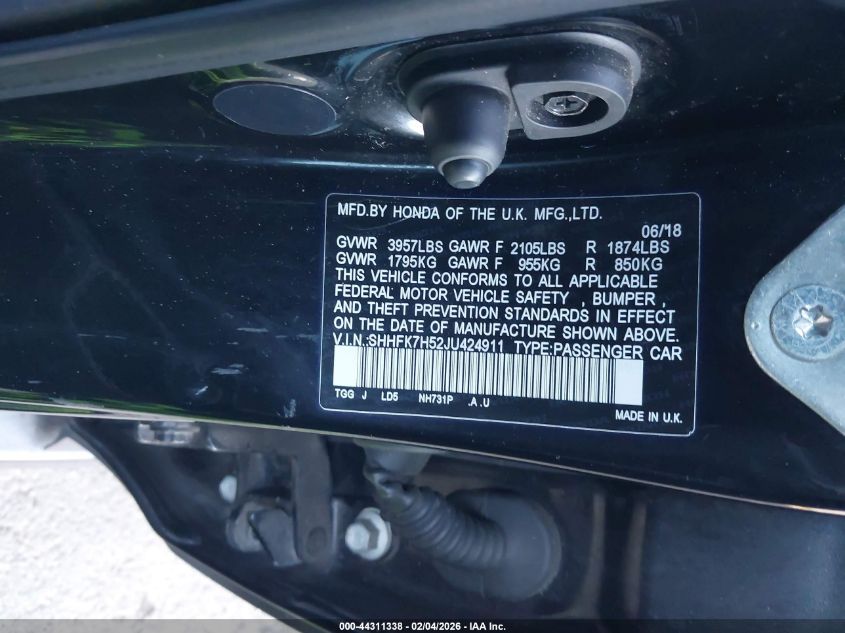 MFD.BY HONDA OF THE U.K. MFG.,LTD.
06/18
GVWR 3957LBS GAWR F 2105LBS R 1874LBS
GVWR 1795KG GAWR F 955KG R 850KG
THIS VEHICLE CONFORMS TO ALL APPLICABLE
FEDERAL MOTOR VEHICLE SAFETY , BUMPER ,
AND THEFT PREVENTION STANDARDS IN EFFECT
ON THE DATE OF MANUFACTURE SHOWN ABOVE.
V.I.N.:SHHFK7H52JU424911 TYPE:PASSENGER CAR
TGG J LD5 NH731P .A .U
MADE IN U.K.
000-44311338 - 02/04/2026 - IAA Inc.